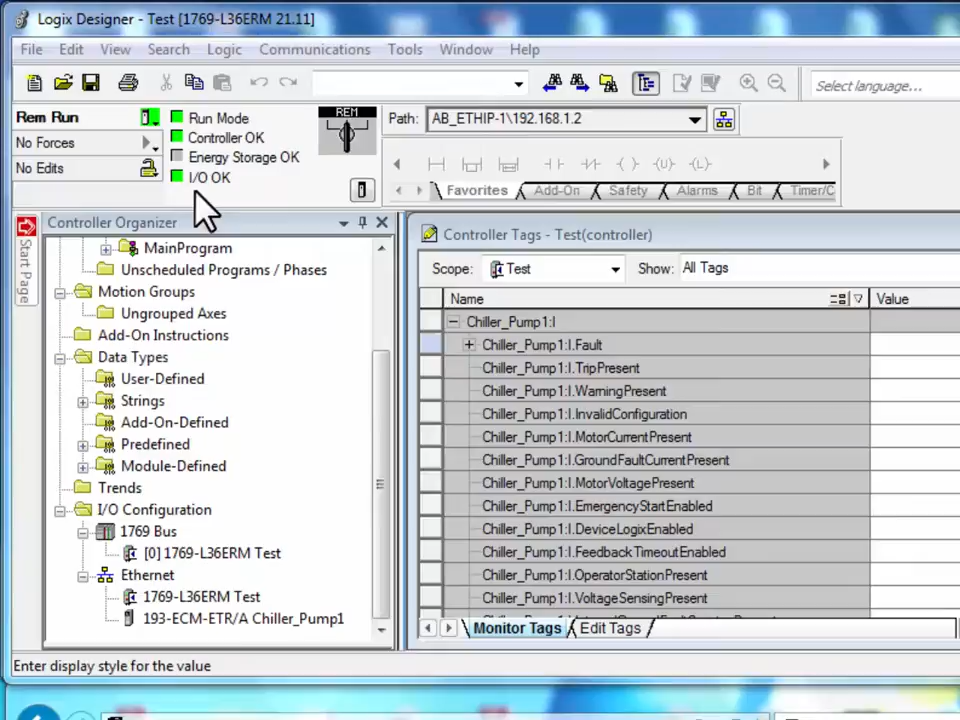 Logix Designer - Test [1769-L36ERM 21.11]
File Edit View Search Logic Communications Tools Window Help
Select language...
Rem Run
No Forces
No Edits
Run Mode
Controller OK
Energy Storage OK
I/O OK
REM
Path: AB_ETHIP-1\192.168.1.2
Favorites Add-On Safety Alarms Bit Timer/C
Start Page
Controller Organizer
MainProgram
Unscheduled Programs / Phases
Motion Groups
Ungrouped Axes
Add-On Instructions
Data Types
User-Defined
Strings
Add-On-Defined
Predefined
Module-Defined
Trends
I/O Configuration
1769 Bus
[0] 1769-L36ERM Test
Ethernet
1769-L36ERM Test
193-ECM-ETR/A Chiller_Pump1
Controller Tags - Test(controller)
Scope: Test Show: All Tags
Name Value
Chiller_Pump1:I
Chiller_Pump1:I.Fault
Chiller_Pump1:I.TripPresent
Chiller_Pump1:I.WarningPresent
Chiller_Pump1:I.InvalidConfiguration
Chiller_Pump1:I.MotorCurrentPresent
Chiller_Pump1:I.GroundFaultCurrentPresent
Chiller_Pump1:I.MotorVoltagePresent
Chiller_Pump1:I.EmergencyStartEnabled
Chiller_Pump1:I.DeviceLogixEnabled
Chiller_Pump1:I.FeedbackTimeoutEnabled
Chiller_Pump1:I.OperatorStationPresent
Chiller_Pump1:I.VoltageSensingPresent
Monitor Tags Edit Tags
Enter display style for the value